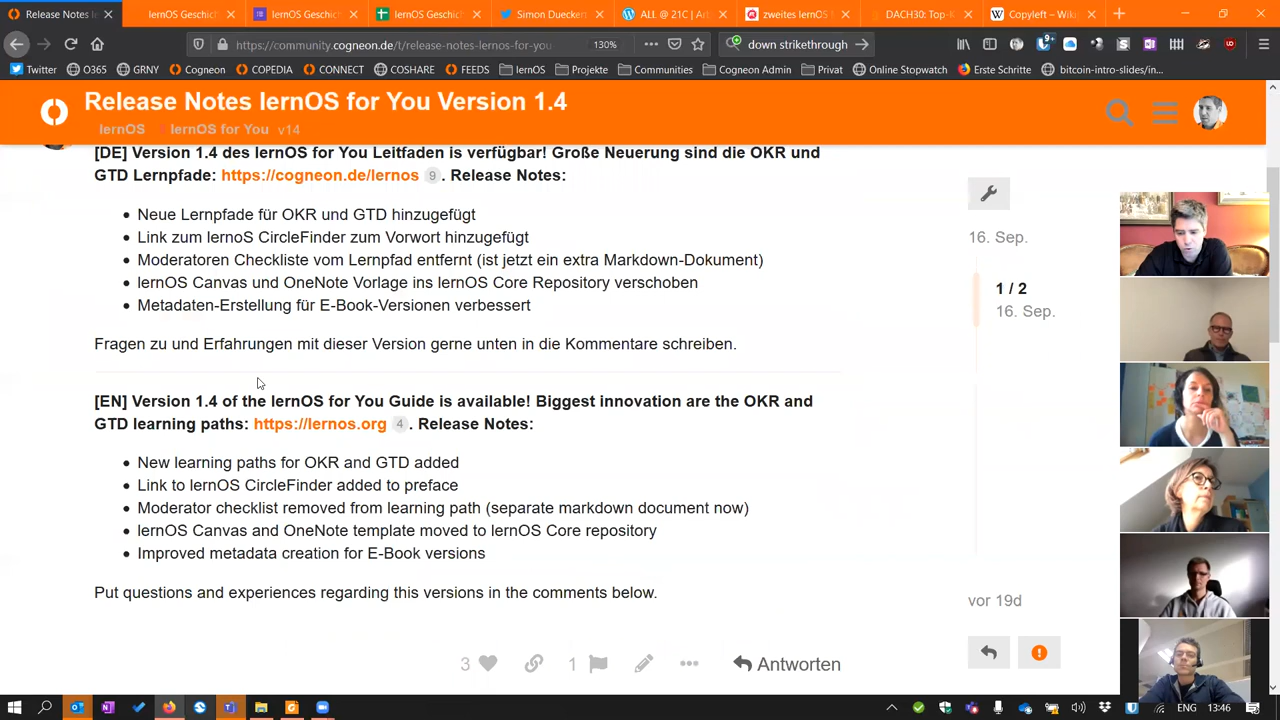 Release Notes l
lernOS Geschich
lernOS Geschich
lernOS Geschich
Simon Duecker
ALL @ 21C | Art
zweites lernOS
DACH30: Top-K
Copyleft – Wiki
https://community.cogneon.de/t/release-notes-lernos-for-you
130%
down strikethrough
Twitter
O365
GRNY
Cogneon
COPEDIA
CONNECT
COSHARE
FEEDS
lernOS
Projekte
Communities
Cogneon Admin
Privat
Online Stopwatch
Erste Schritte
bitcoin-intro-slides/in...
Release Notes lernOS for You Version 1.4
lernOS lernOS for You v14
[DE] Version 1.4 des lernOS for You Leitfaden is verfügbar! Große Neuerung sind die OKR und
GTD Lernpfade: https://cogneon.de/lernos 9 . Release Notes:
• Neue Lernpfade für OKR und GTD hinzugefügt
• Link zum lernoS CircleFinder zum Vorwort hinzugefügt
• Moderatoren Checkliste vom Lernpfad entfernt (ist jetzt ein extra Markdown-Dokument)
• lernOS Canvas und OneNote Vorlage ins lernOS Core Repository verschoben
• Metadaten-Erstellung für E-Book-Versionen verbessert
Fragen zu und Erfahrungen mit dieser Version gerne unten in die Kommentare schreiben.
[EN] Version 1.4 of the lernOS for You Guide is available! Biggest innovation are the OKR and
GTD learning paths: https://lernos.org 4 . Release Notes:
• New learning paths for OKR and GTD added
• Link to lernOS CircleFinder added to preface
• Moderator checklist removed from learning path (separate markdown document now)
• lernOS Canvas and OneNote template moved to lernOS Core repository
• Improved metadata creation for E-Book versions
Put questions and experiences regarding this versions in the comments below.
3
1
Antworten
16. Sep.
1 / 2
16. Sep.
vor 19d
ENG
13:46